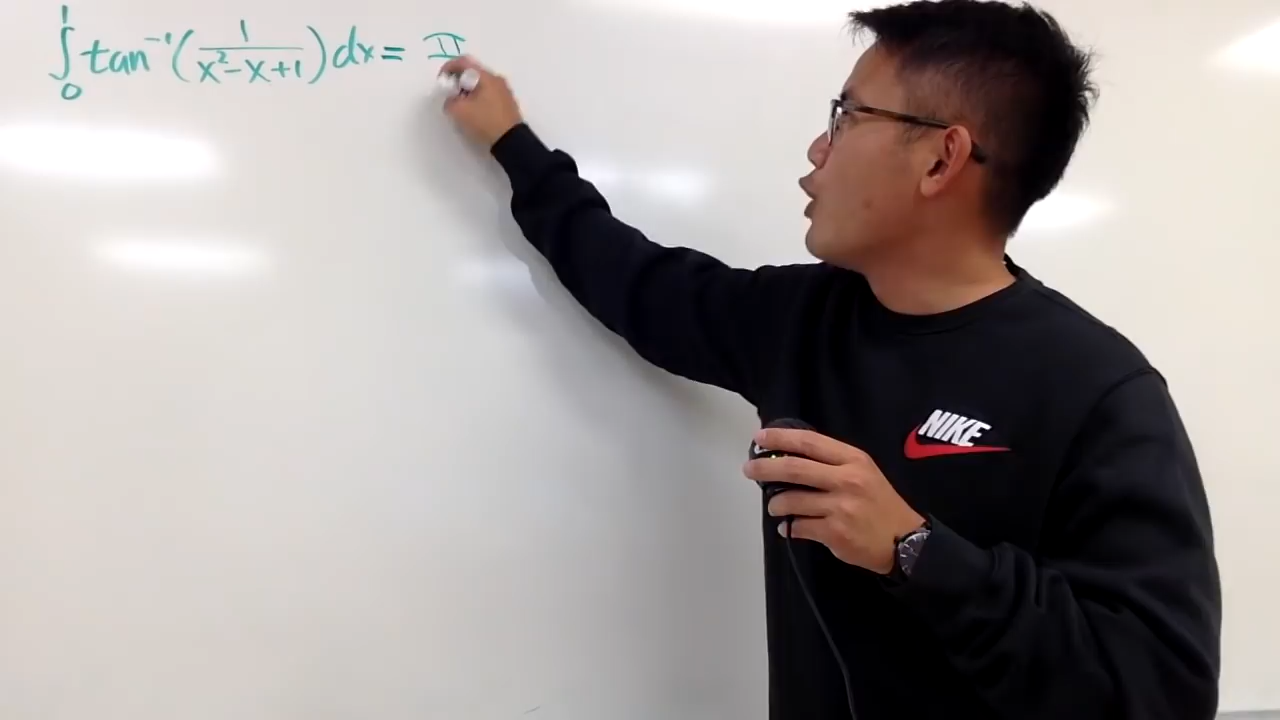 ∫₀¹ tan⁻¹(1/(x²-x+1))dx = π
NIKE